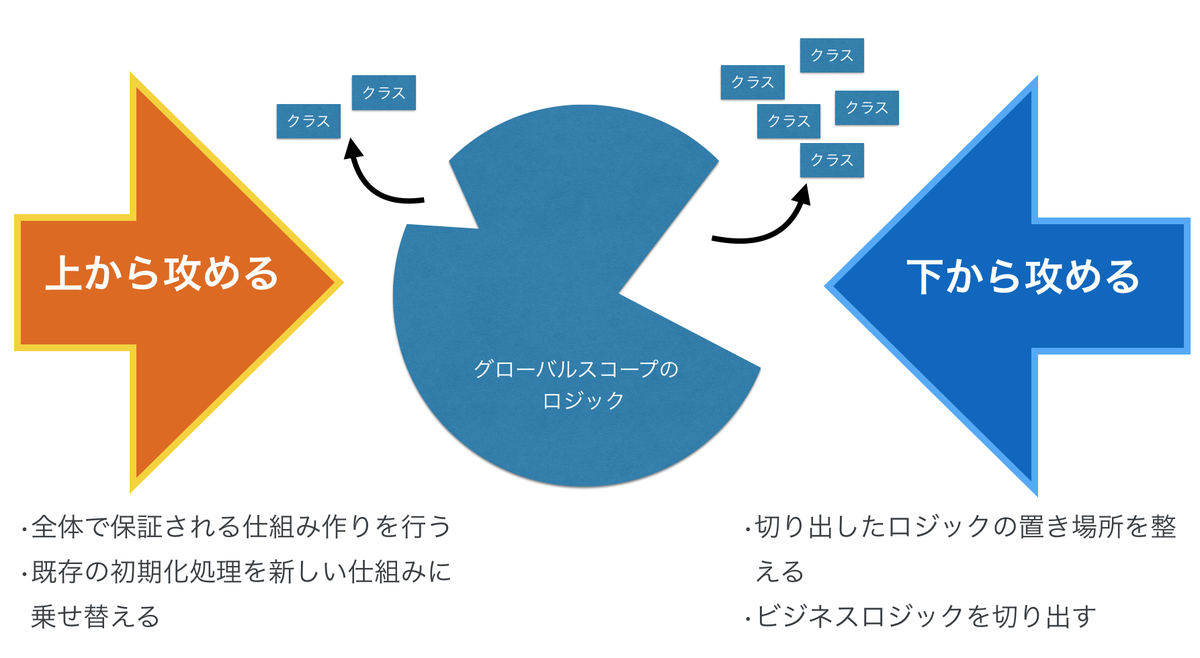 クラス
クラス
クラス
クラス
クラス
クラス
クラス
上から攻める
下から攻める
グローバルスコープの
ロジック
・全体で保証される仕組み作りを行う
・既存の初期化処理を新しい仕組みに
乗せ替える
・切り出したロジックの置き場所を整
える
・ビジネスロジックを切り出す